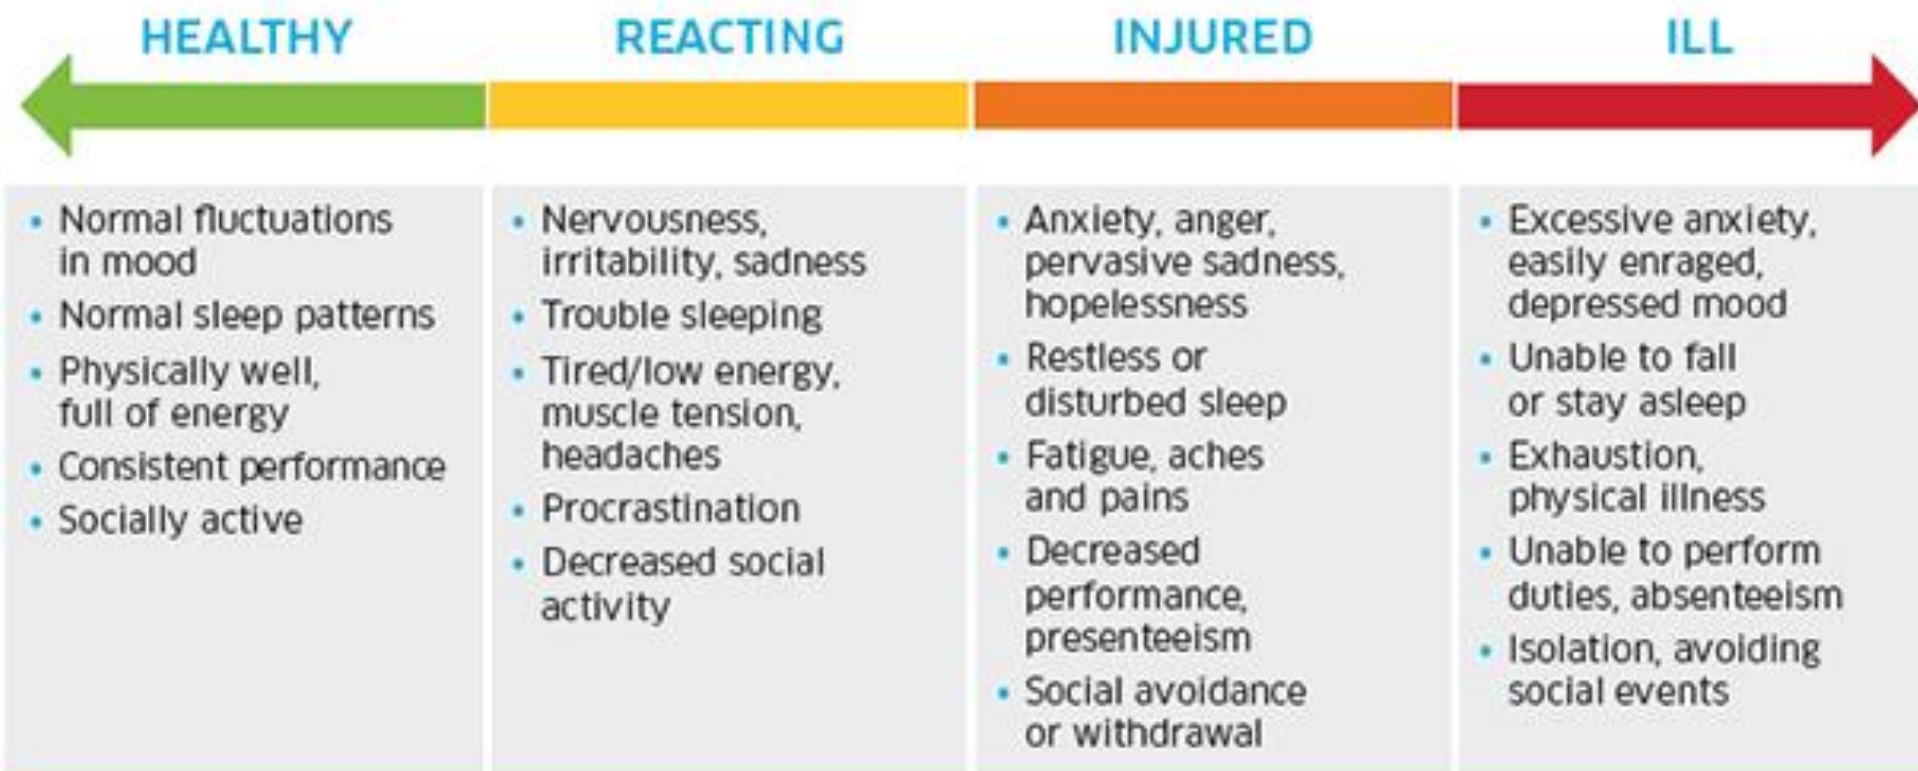 HEALTHY
REACTING
INJURED
ILL
• Normal fluctuations
in mood
• Normal sleep patterns
• Physically well,
full of energy
• Consistent performance
• Socially active
• Nervousness,
irritability, sadness
• Trouble sleeping
• Tired/low energy,
muscle tension,
headaches
• Procrastination
• Decreased social
activity
• Anxiety, anger,
pervasive sadness,
hopelessness
• Restless or
disturbed sleep
• Fatigue, aches
and pains
• Decreased
performance,
presenteeism
• Social avoidance
or withdrawal
• Excessive anxiety,
easily enraged,
depressed mood
• Unable to fall
or stay asleep
• Exhaustion,
physical illness
• Unable to perform
duties, absenteeism
• Isolation, avoiding
social events